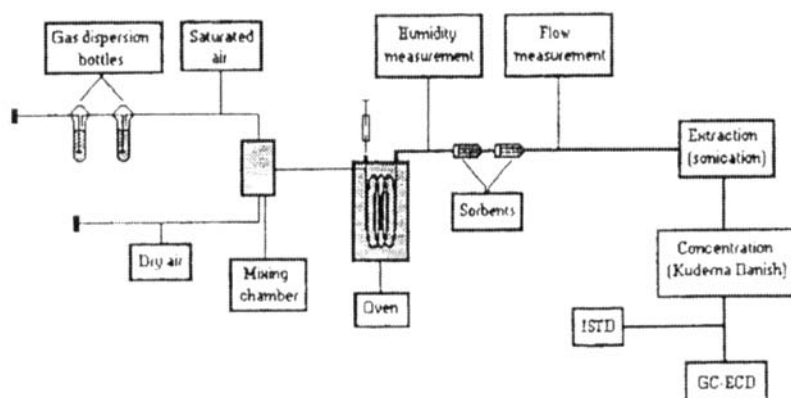 Gas dispersion
bottles
Saturated
air
Humidity
measurement
Flow
measurement
Extraction
(sonication)
Sorbents
Dry air
Mixing
chamber
Oven
Concentration
(Kuderna Danish)
ISTD
GC-ECD